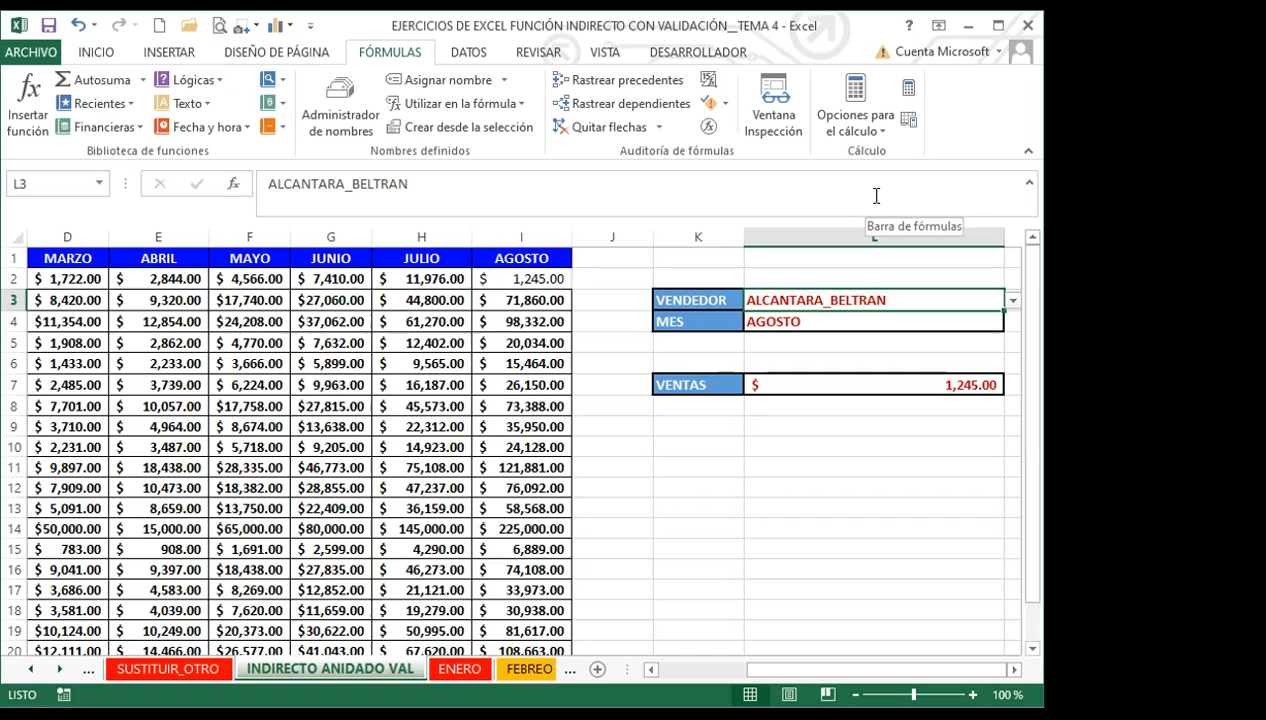 EJERCICIOS DE EXCEL FUNCIÓN INDIRECTO CON VALIDACIÓN__TEMA 4 - Excel
ARCHIVO INICIO INSERTAR DISEÑO DE PÁGINA FÓRMULAS DATOS REVISAR VISTA DESARROLLADOR Cuenta Microsoft
Insertar función
Autosuma
Recientes
Financieras
Lógicas
Texto
Fecha y hora
Biblioteca de funciones
Administrador de nombres
Asignar nombre
Utilizar en la fórmula
Crear desde la selección
Nombres definidos
Rastrear precedentes
Rastrear dependientes
Quitar flechas
Auditoría de fórmulas
Ventana Inspección
Opciones para el cálculo
Cálculo
L3 fx ALCANTARA_BELTRAN
Barra de fórmulas
D E F G H I J K L
1 MARZO ABRIL MAYO JUNIO JULIO AGOSTO
2 $ 1,722.00 $ 2,844.00 $ 4,566.00 $ 7,410.00 $ 11,976.00 $ 1,245.00
3 $ 8,420.00 $ 9,320.00 $17,740.00 $27,060.00 $ 44,800.00 $ 71,860.00 VENDEDOR ALCANTARA_BELTRAN
4 $11,354.00 $ 12,854.00 $24,208.00 $37,062.00 $ 61,270.00 $ 98,332.00 MES AGOSTO
5 $ 1,908.00 $ 2,862.00 $ 4,770.00 $ 7,632.00 $ 12,402.00 $ 20,034.00
6 $ 1,433.00 $ 2,233.00 $ 3,666.00 $ 5,899.00 $ 9,565.00 $ 15,464.00
7 $ 2,485.00 $ 3,739.00 $ 6,224.00 $ 9,963.00 $ 16,187.00 $ 26,150.00 VENTAS $ 1,245.00
8 $ 7,701.00 $ 10,057.00 $17,758.00 $27,815.00 $ 45,573.00 $ 73,388.00
9 $ 3,710.00 $ 4,964.00 $ 8,674.00 $13,638.00 $ 22,312.00 $ 35,950.00
10 $ 2,231.00 $ 3,487.00 $ 5,718.00 $ 9,205.00 $ 14,923.00 $ 24,128.00
11 $ 9,897.00 $ 18,438.00 $28,335.00 $46,773.00 $ 75,108.00 $ 121,881.00
12 $ 7,909.00 $ 10,473.00 $18,382.00 $28,855.00 $ 47,237.00 $ 76,092.00
13 $ 5,091.00 $ 8,659.00 $13,750.00 $22,409.00 $ 36,159.00 $ 58,568.00
14 $50,000.00 $ 15,000.00 $65,000.00 $80,000.00 $ 145,000.00 $ 225,000.00
15 $ 783.00 $ 908.00 $ 1,691.00 $ 2,599.00 $ 4,290.00 $ 6,889.00
16 $ 9,041.00 $ 9,397.00 $18,438.00 $27,835.00 $ 46,273.00 $ 74,108.00
17 $ 3,686.00 $ 4,583.00 $ 8,269.00 $12,852.00 $ 21,121.00 $ 33,973.00
18 $ 3,581.00 $ 4,039.00 $ 7,620.00 $11,659.00 $ 19,279.00 $ 30,938.00
19 $10,124.00 $ 10,249.00 $20,373.00 $30,622.00 $ 50,995.00 $ 81,617.00
20 $12,111.00 $ 14,466.00 $26,577.00 $41,043.00 $ 67,620.00 $ 108,663.00
... SUSTITUIR_OTRO INDIRECTO ANIDADO VAL ENERO FEBREO ...
LISTO 100 %